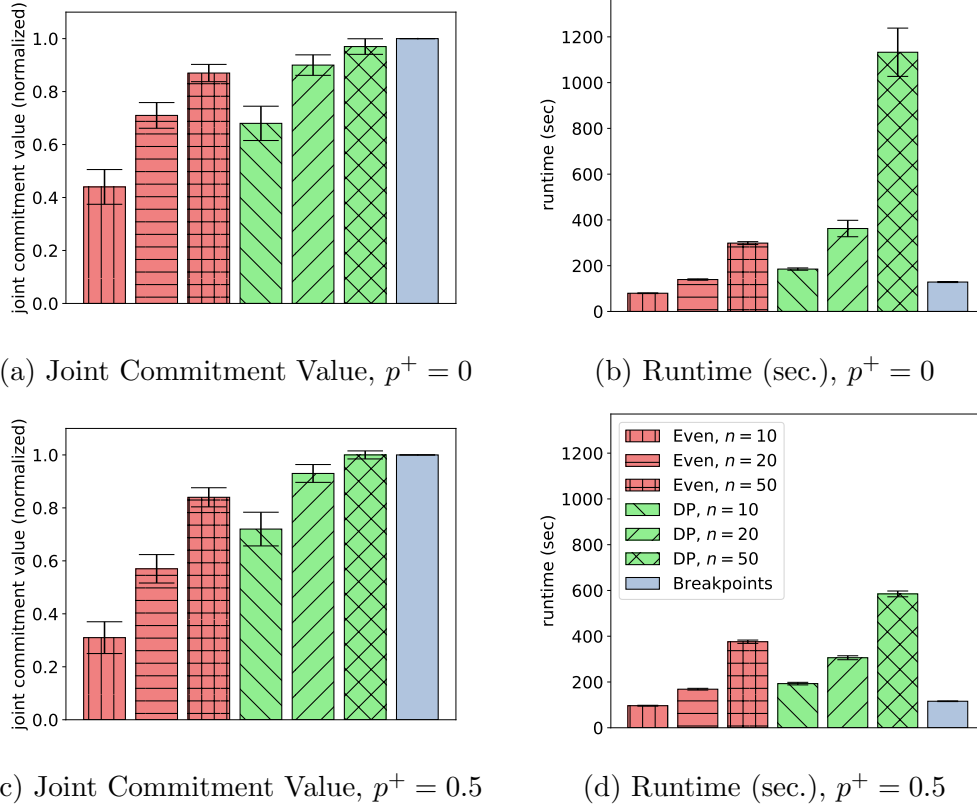 joint commitment value (normalized)
1.0
0.8
0.6
0.4
0.2
0.0
runtime (sec)
1200
1000
800
600
400
200
0
a) Joint Commitment Value, p+ = 0
(b) Runtime (sec.), p+ = 0
joint commitment value (normalized)
1.0
0.8
0.6
0.4
0.2
0.0
runtime (sec)
1200
1000
800
600
400
200
0
Even, n = 10
Even, n = 20
Even, n = 50
DP, n = 10
DP, n = 20
DP, n = 50
Breakpoints
c) Joint Commitment Value, p+ = 0.5
(d) Runtime (sec.), p+ = 0.5